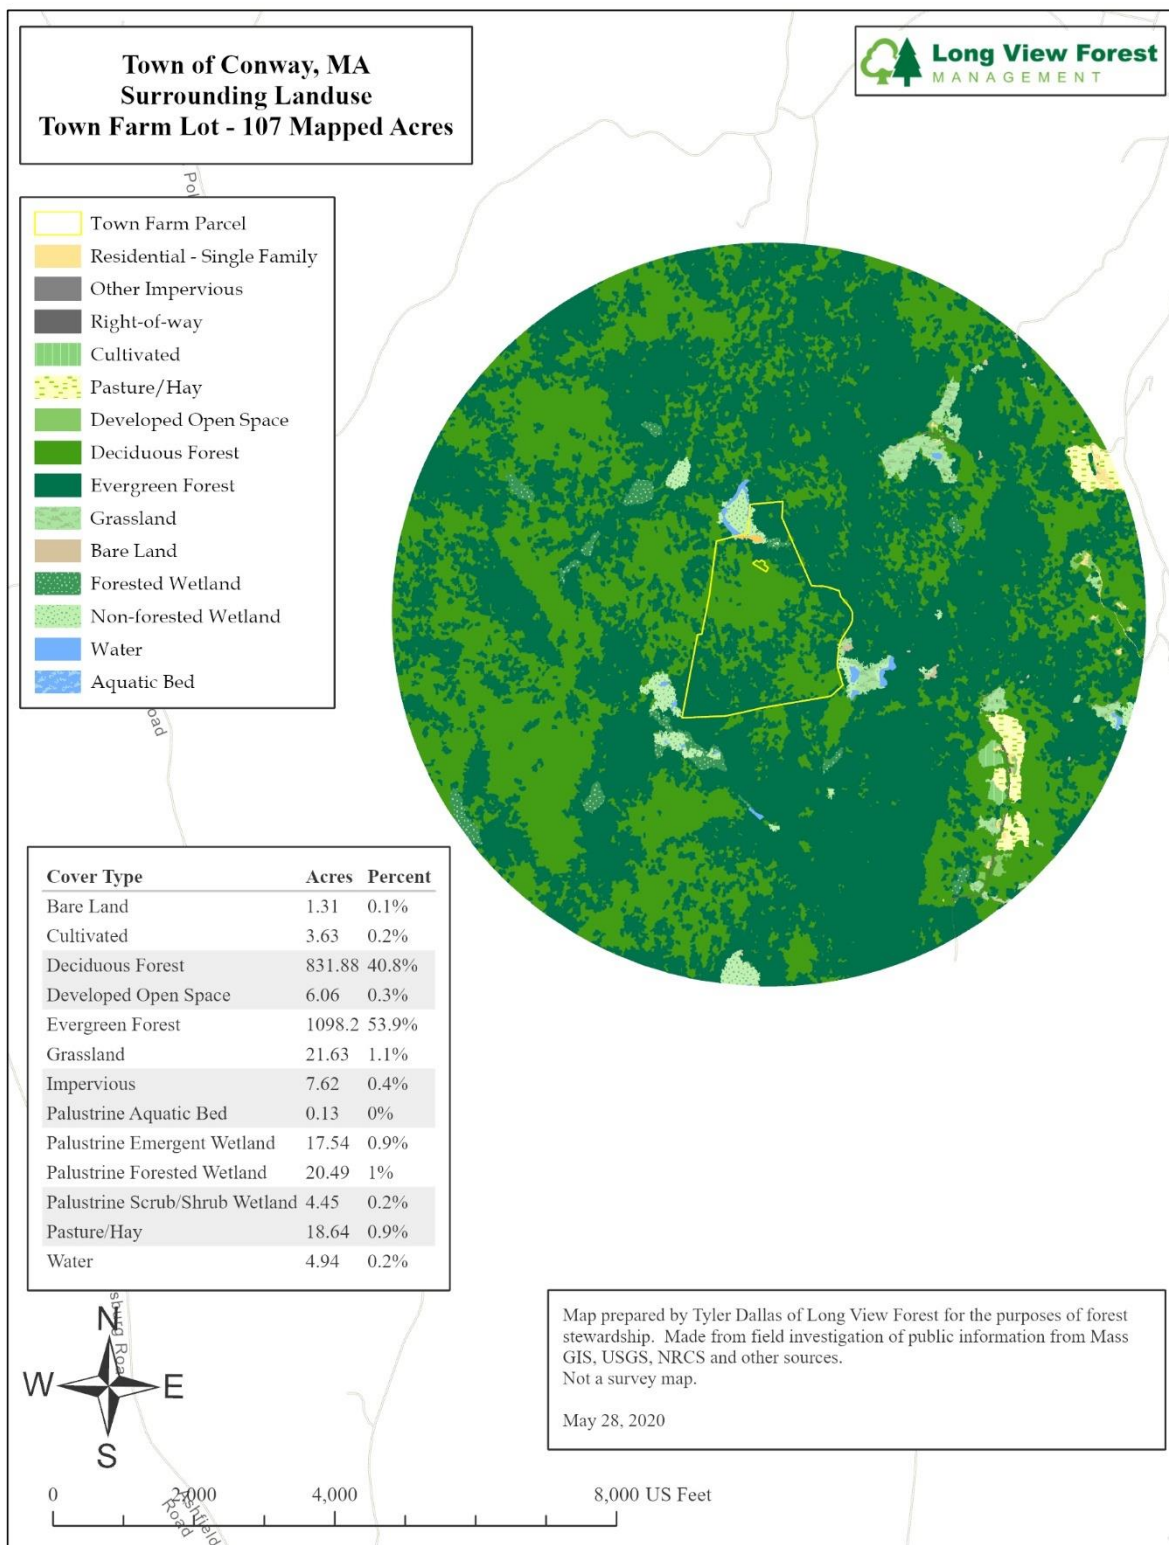 Town of Conway, MA
Surrounding Landuse
Town Farm Lot - 107 Mapped Acres
Long View Forest
MANAGEMENT
Town Farm Parcel
Residential - Single Family
Other Impervious
Right-of-way
Cultivated
Pasture/Hay
Developed Open Space
Deciduous Forest
Evergreen Forest
Grassland
Bare Land
Forested Wetland
Non-forested Wetland
Water
Aquatic Bed
oad
Cover Type Acres Percent
Bare Land 1.31 0.1%
Cultivated 3.63 0.2%
Deciduous Forest 831.88 40.8%
Developed Open Space 6.06 0.3%
Evergreen Forest 1098.2 53.9%
Grassland 21.63 1.1%
Impervious 7.62 0.4%
Palustrine Aquatic Bed 0.13 0%
Palustrine Emergent Wetland 17.54 0.9%
Palustrine Forested Wetland 20.49 1%
Palustrine Scrub/Shrub Wetland 4.45 0.2%
Pasture/Hay 18.64 0.9%
Water 4.94 0.2%
sburg Road
N
W E
S
Map prepared by Tyler Dallas of Long View Forest for the purposes of forest
stewardship. Made from field investigation of public information from Mass
GIS, USGS, NRCS and other sources.
Not a survey map.
May 28, 2020
0 2,000 4,000 8,000 US Feet
Ashfield
Road